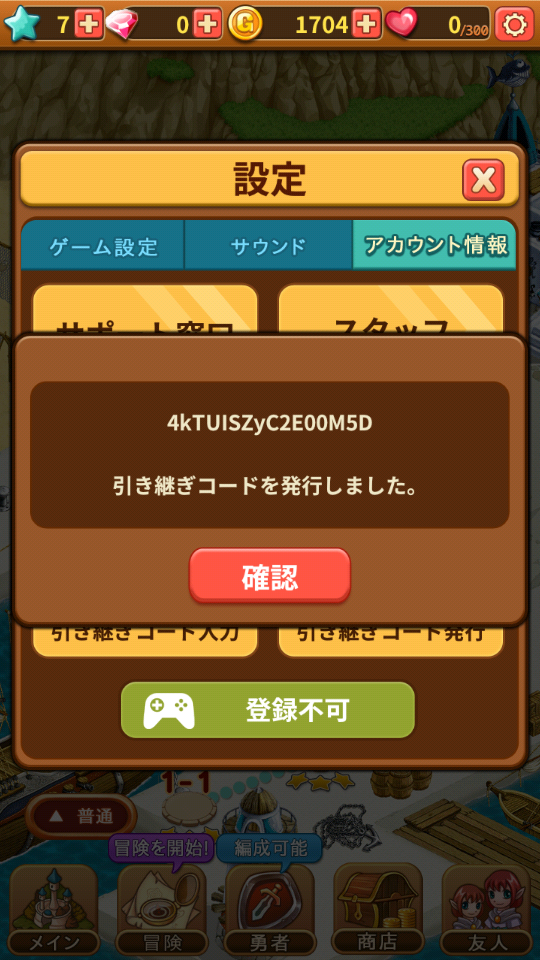 7 0 1704 0/300
設定
ゲーム設定 サウンド アカウント情報
サポート窓口 スタッフ
4kTUISZyC2E00M5D
引き継ぎコードを発行しました。
確認
引き継ぎコード入力 引き継ぎコード発行
登録不可
1-1
▲ 普通
冒険を開始! 編成可能
メイン 冒険 勇者 商店 友人